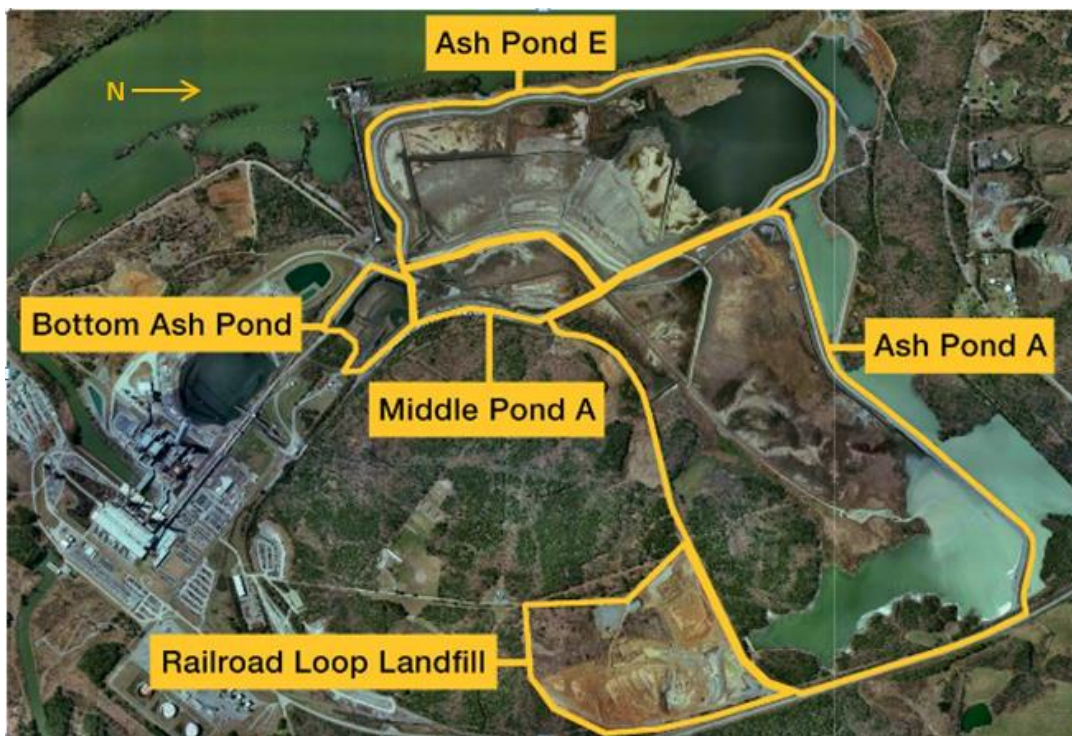 Ash Pond E
N
Bottom Ash Pond
Ash Pond A
Middle Pond A
Railroad Loop Landfill